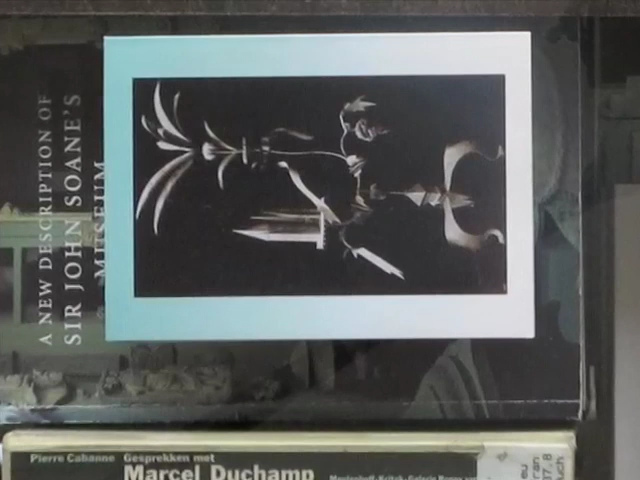 A NEW DESCRIPTION OF
SIR JOHN SOANE'S
MUSEUM
Pierre Cabanne Gesprekken met
Marcel Duchamp